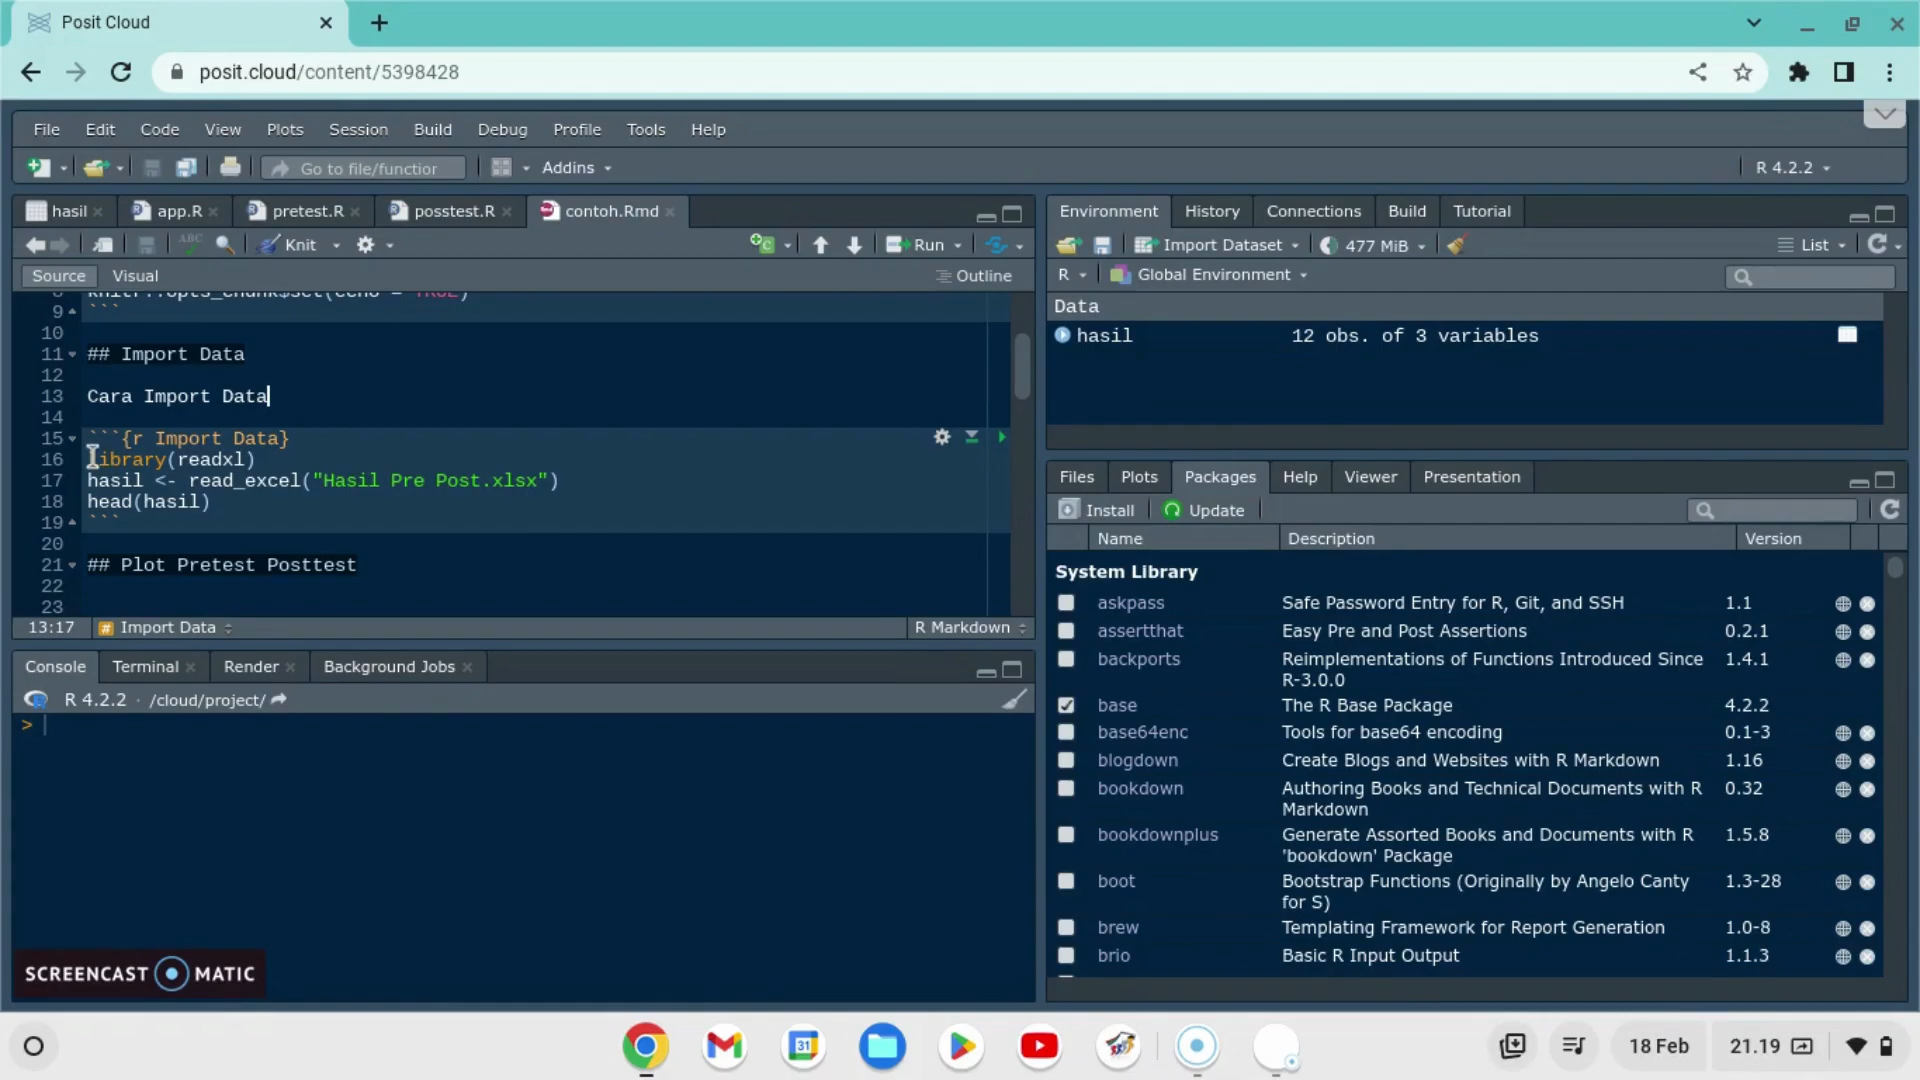 Posit Cloud
posit.cloud/content/5398428
File Edit Code View Plots Session Build Debug Profile Tools Help
Go to file/function Addins R 4.2.2
hasil app.R pretest.R posstest.R contoh.Rmd
ABC Knit Run
Source Visual Outline
knitr::opts_chunk$set(echo = TRUE)
9 ```
10
11 ## Import Data
12
13 Cara Import Data
14
15 ```{r Import Data}
16 library(readxl)
17 hasil <- read_excel("Hasil Pre Post.xlsx")
18 head(hasil)
19 ```
20
21 ## Plot Pretest Posttest
22
23
13:17 Import Data R Markdown
Console Terminal Render Background Jobs
R 4.2.2 · /cloud/project/
>
SCREENCAST MATIC
Environment History Connections Build Tutorial
Import Dataset 477 MiB List
R Global Environment
Data
hasil 12 obs. of 3 variables
Files Plots Packages Help Viewer Presentation
Install Update
Name Description Version
System Library
askpass Safe Password Entry for R, Git, and SSH 1.1
assertthat Easy Pre and Post Assertions 0.2.1
backports Reimplementations of Functions Introduced Since 1.4.1
R-3.0.0
base The R Base Package 4.2.2
base64enc Tools for base64 encoding 0.1-3
blogdown Create Blogs and Websites with R Markdown 1.16
bookdown Authoring Books and Technical Documents with R 0.32
Markdown
bookdownplus Generate Assorted Books and Documents with R 1.5.8
'bookdown' Package
boot Bootstrap Functions (Originally by Angelo Canty 1.3-28
for S)
brew Templating Framework for Report Generation 1.0-8
brio Basic R Input Output 1.1.3
31
18 Feb 21.19